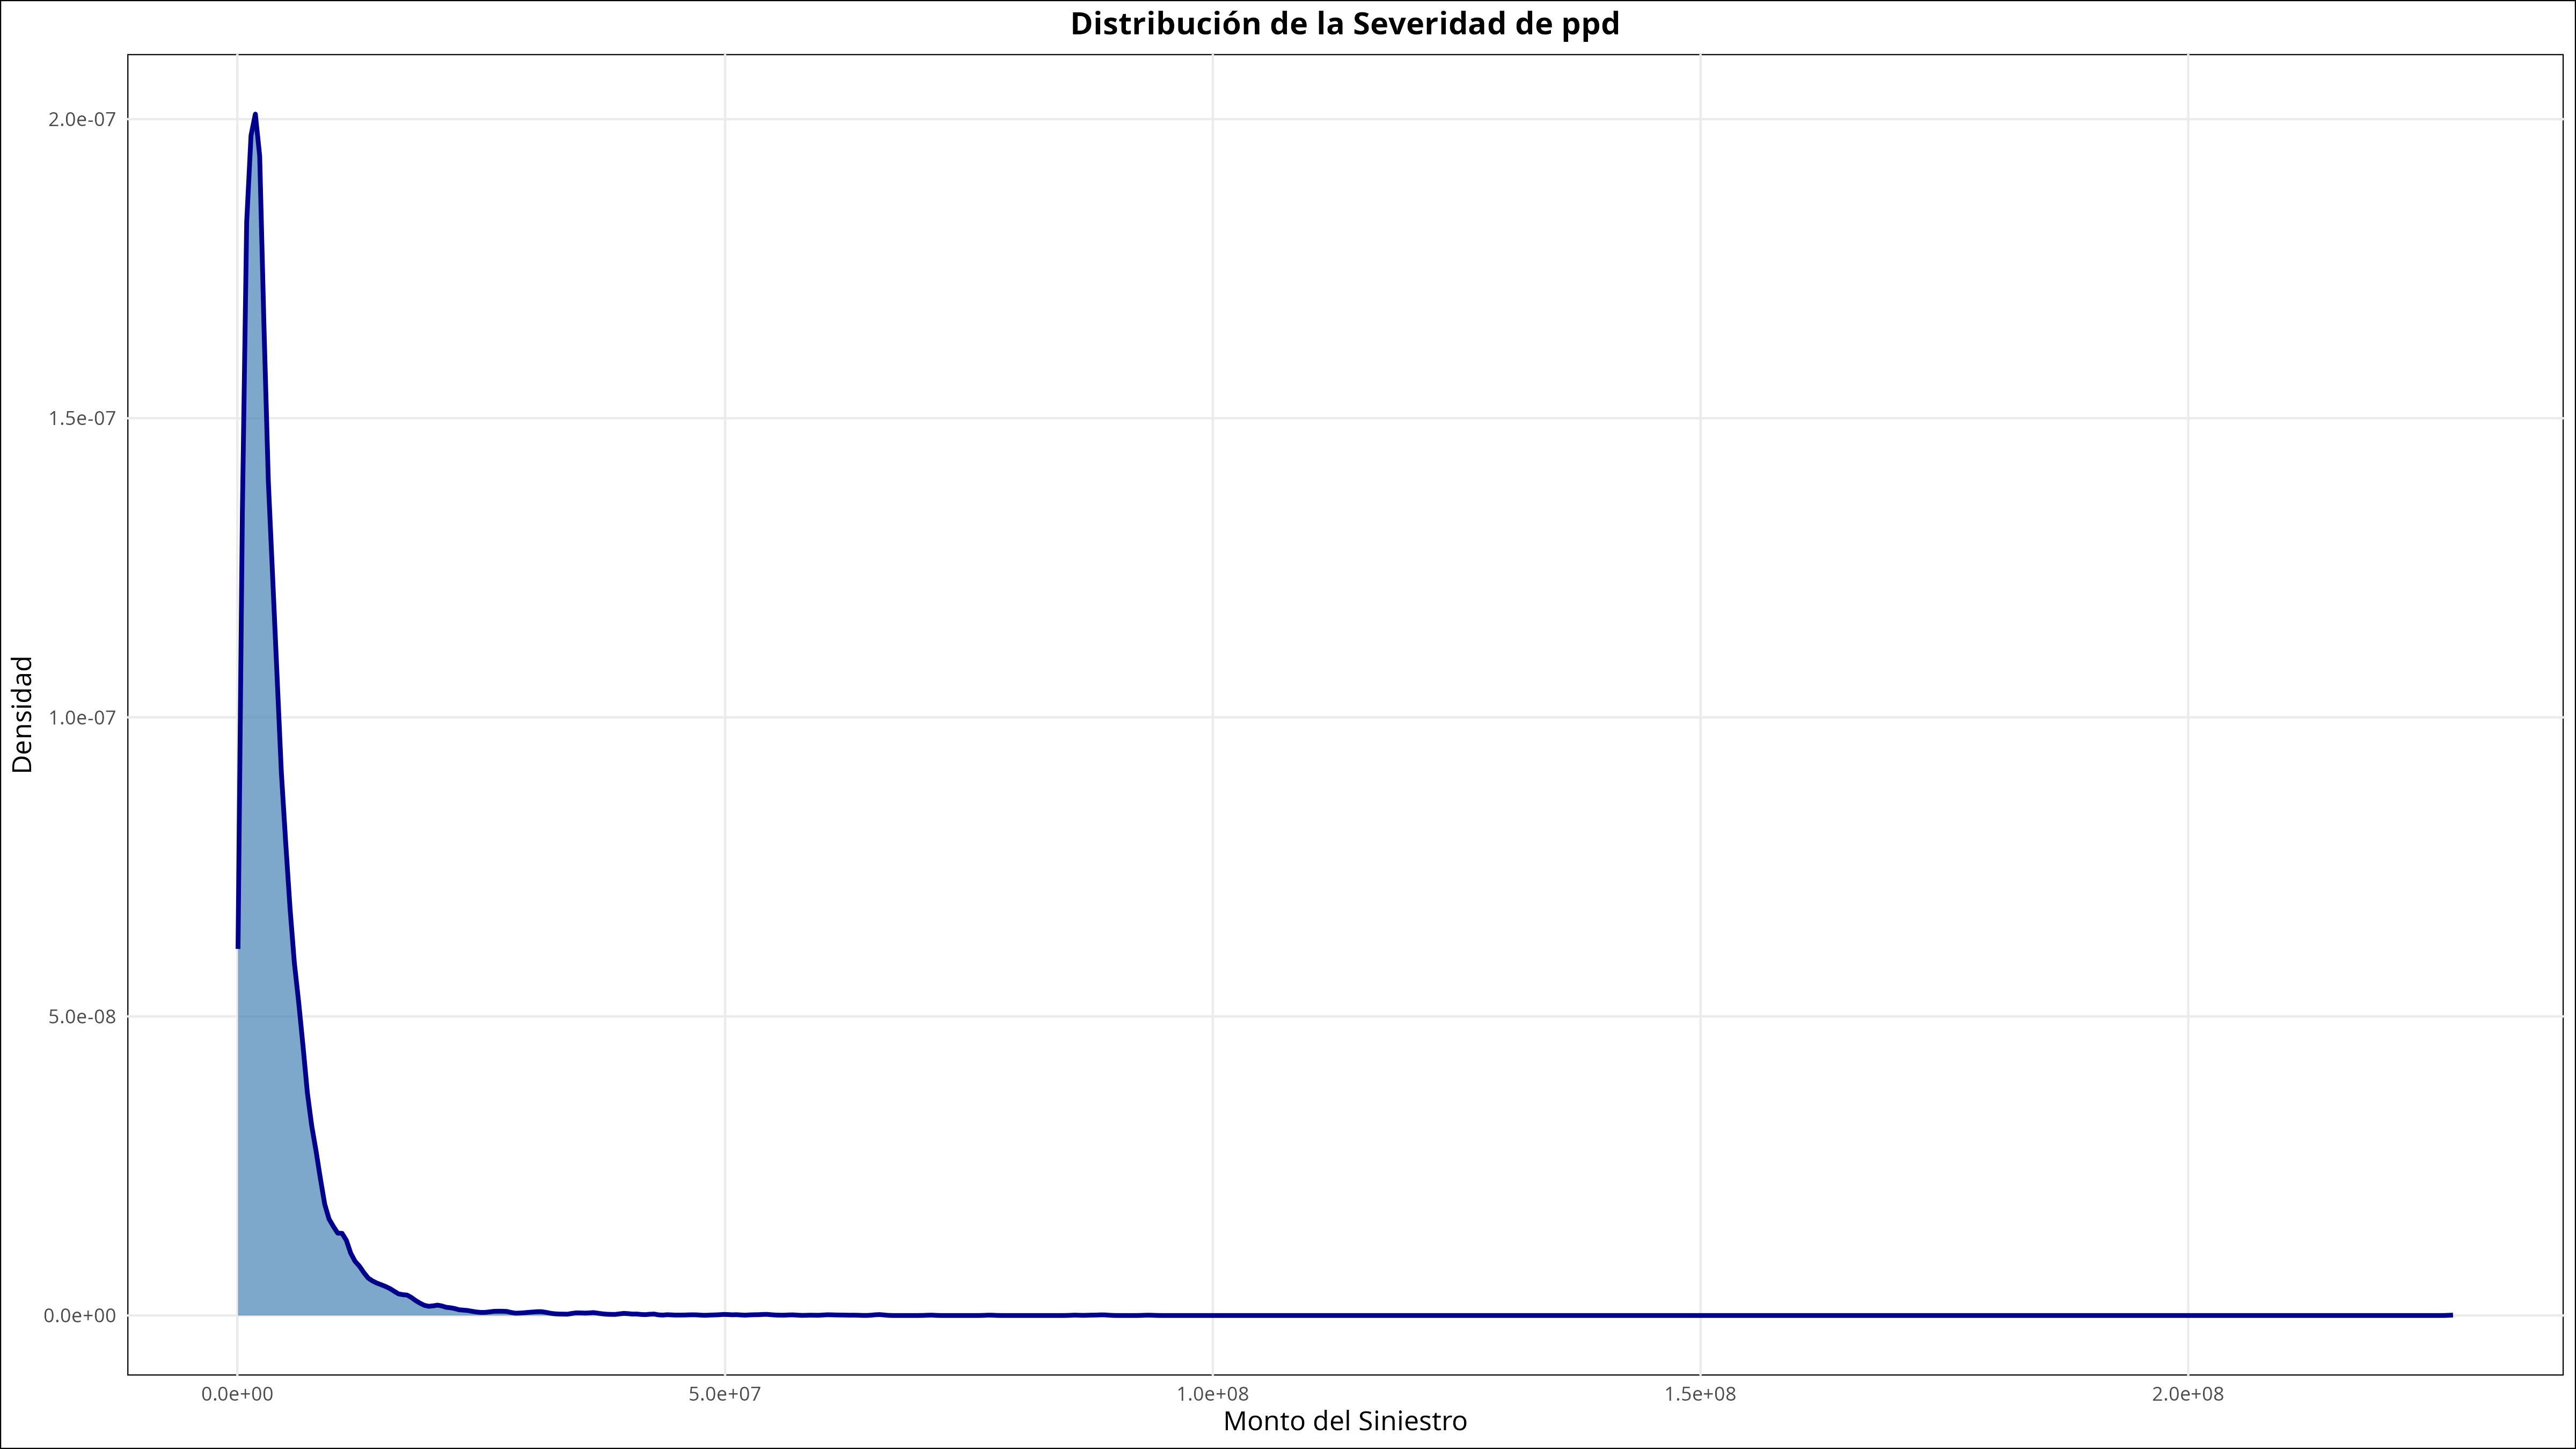 Distribución de la Severidad de ppd
Densidad
2.0e-07
1.5e-07
1.0e-07
5.0e-08
0.0e+00
0.0e+00 5.0e+07 1.0e+08 1.5e+08 2.0e+08
Monto del Siniestro